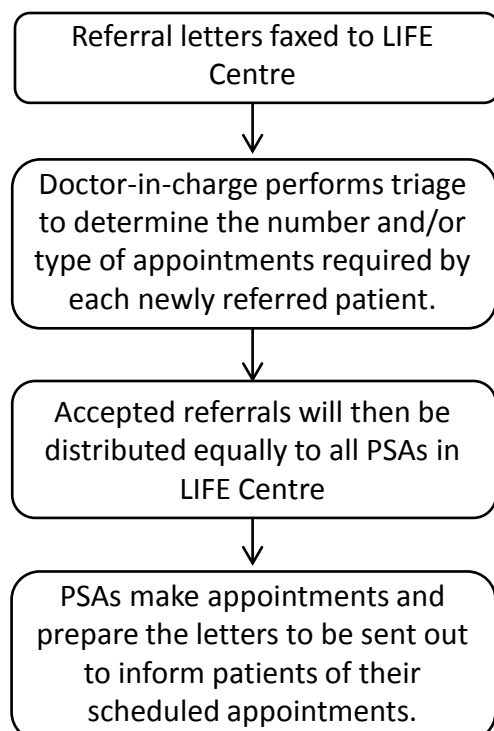 Referral letters faxed to LIFE
Centre
Doctor-in-charge performs triage
to determine the number and/or
type of appointments required by
each newly referred patient.
Accepted referrals will then be
distributed equally to all PSAs in
LIFE Centre
PSAs make appointments and
prepare the letters to be sent out
to inform patients of their
scheduled appointments.